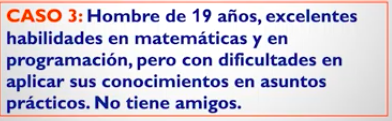 CASO 3: Hombre de 19 años, excelentes
habilidades en matemáticas y en
programación, pero con dificultades en
aplicar sus conocimientos en asuntos
prácticos. No tiene amigos.